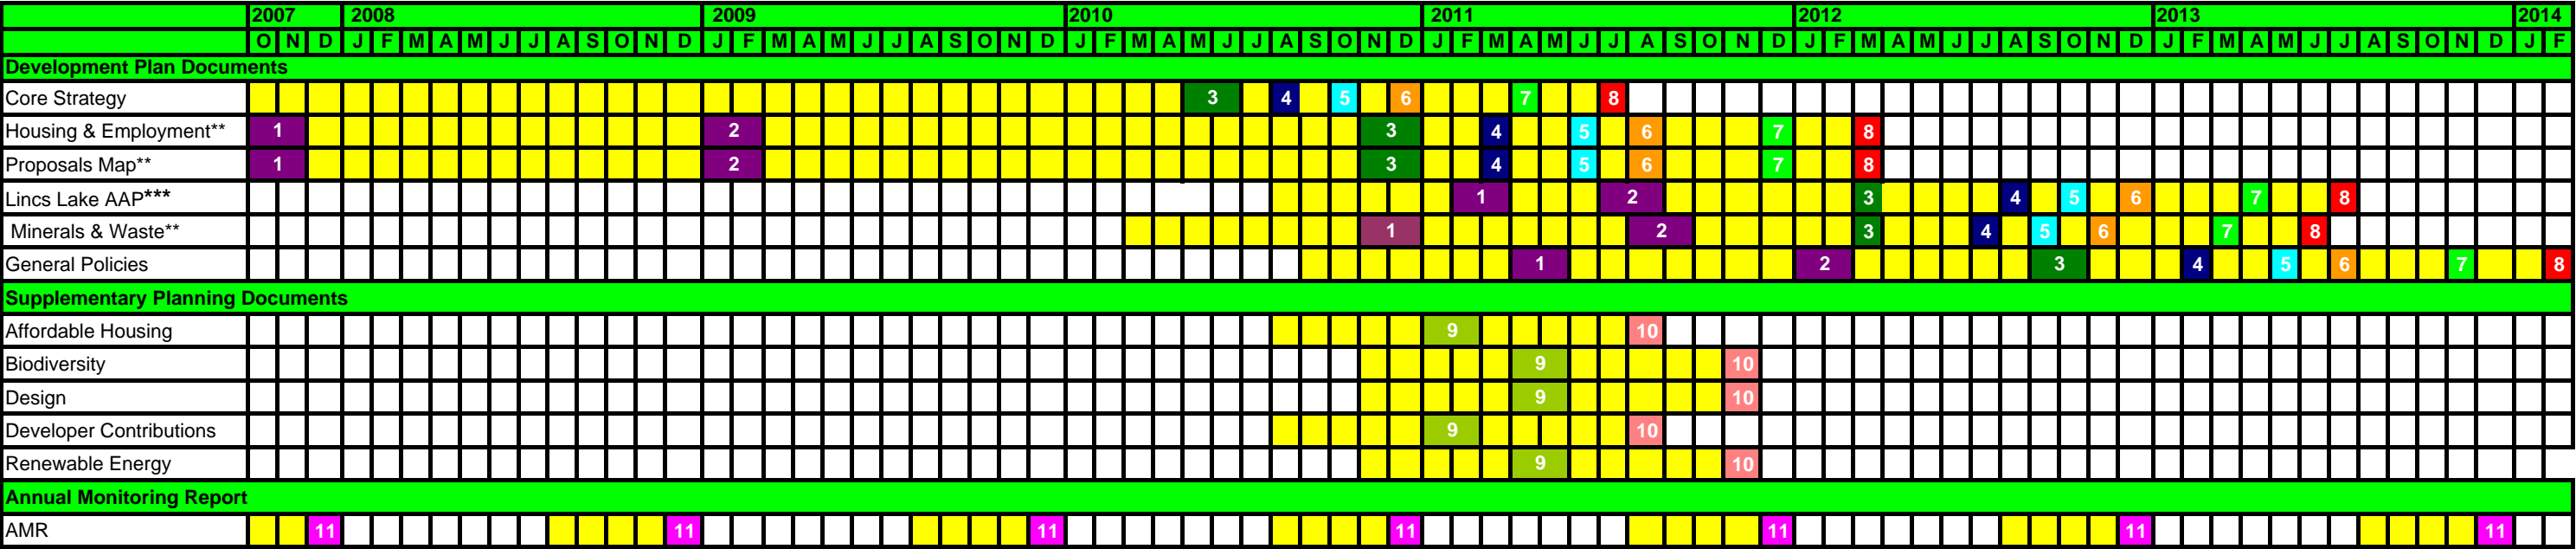 2007 2008 2009 2010 2011 2012 2013 2014
O N D J F M A M J J A S O N D J F M A M J J A S O N D J F M A M J J A S O N D J F M A M J J A S O N D J F M A M J J A S O N D J F M A M J J A S O N D J F
Development Plan Documents
Core Strategy 3 4 5 6 7 8
Housing & Employment** 1 2 3 4 5 6 7 8
Proposals Map** 1 2 3 4 5 6 7 8
Lincs Lake AAP*** 1 2 3 4 5 6 7 8
Minerals & Waste** 1 2 3 4 5 6 7 8
General Policies 1 2 3 4 5 6 7 8
Supplementary Planning Documents
Affordable Housing 9 10
Biodiversity 9 10
Design 9 10
Developer Contributions 9 10
Renewable Energy 9 10
Annual Monitoring Report
AMR 11 11 11 11 11 11 11